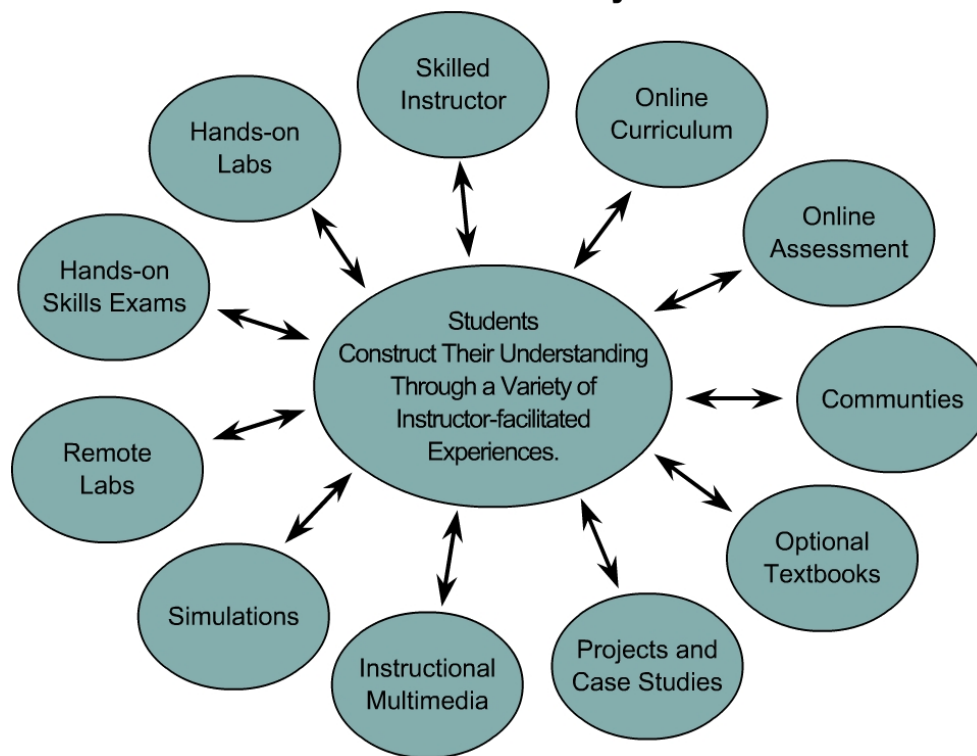 Skilled
Instructor
Online
Curriculum
Online
Assessment
Communties
Optional
Textbooks
Projects and
Case Studies
Instructional
Multimedia
Simulations
Remote
Labs
Hands-on
Skills Exams
Hands-on
Labs
Students
Construct Their Understanding
Through a Variety of
Instructor-facilitated
Experiences.